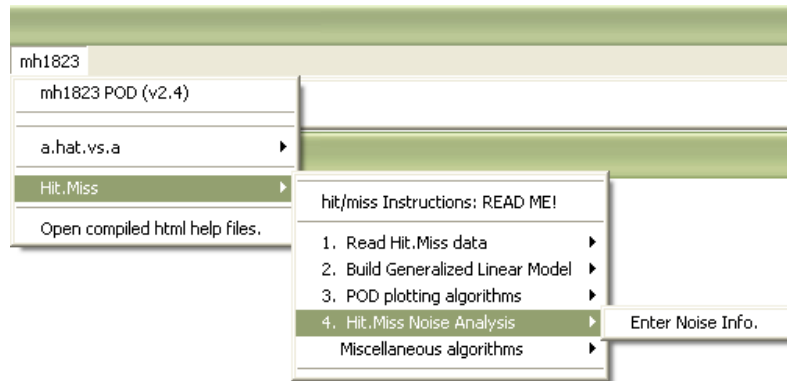 mh1823
mh1823 POD (v2.4)
a.hat.vs.a
Hit.Miss
Open compiled html help files.
hit/miss Instructions: READ ME!
1. Read Hit.Miss data
2. Build Generalized Linear Model
3. POD plotting algorithms
4. Hit.Miss Noise Analysis
Miscellaneous algorithms
Enter Noise Info.